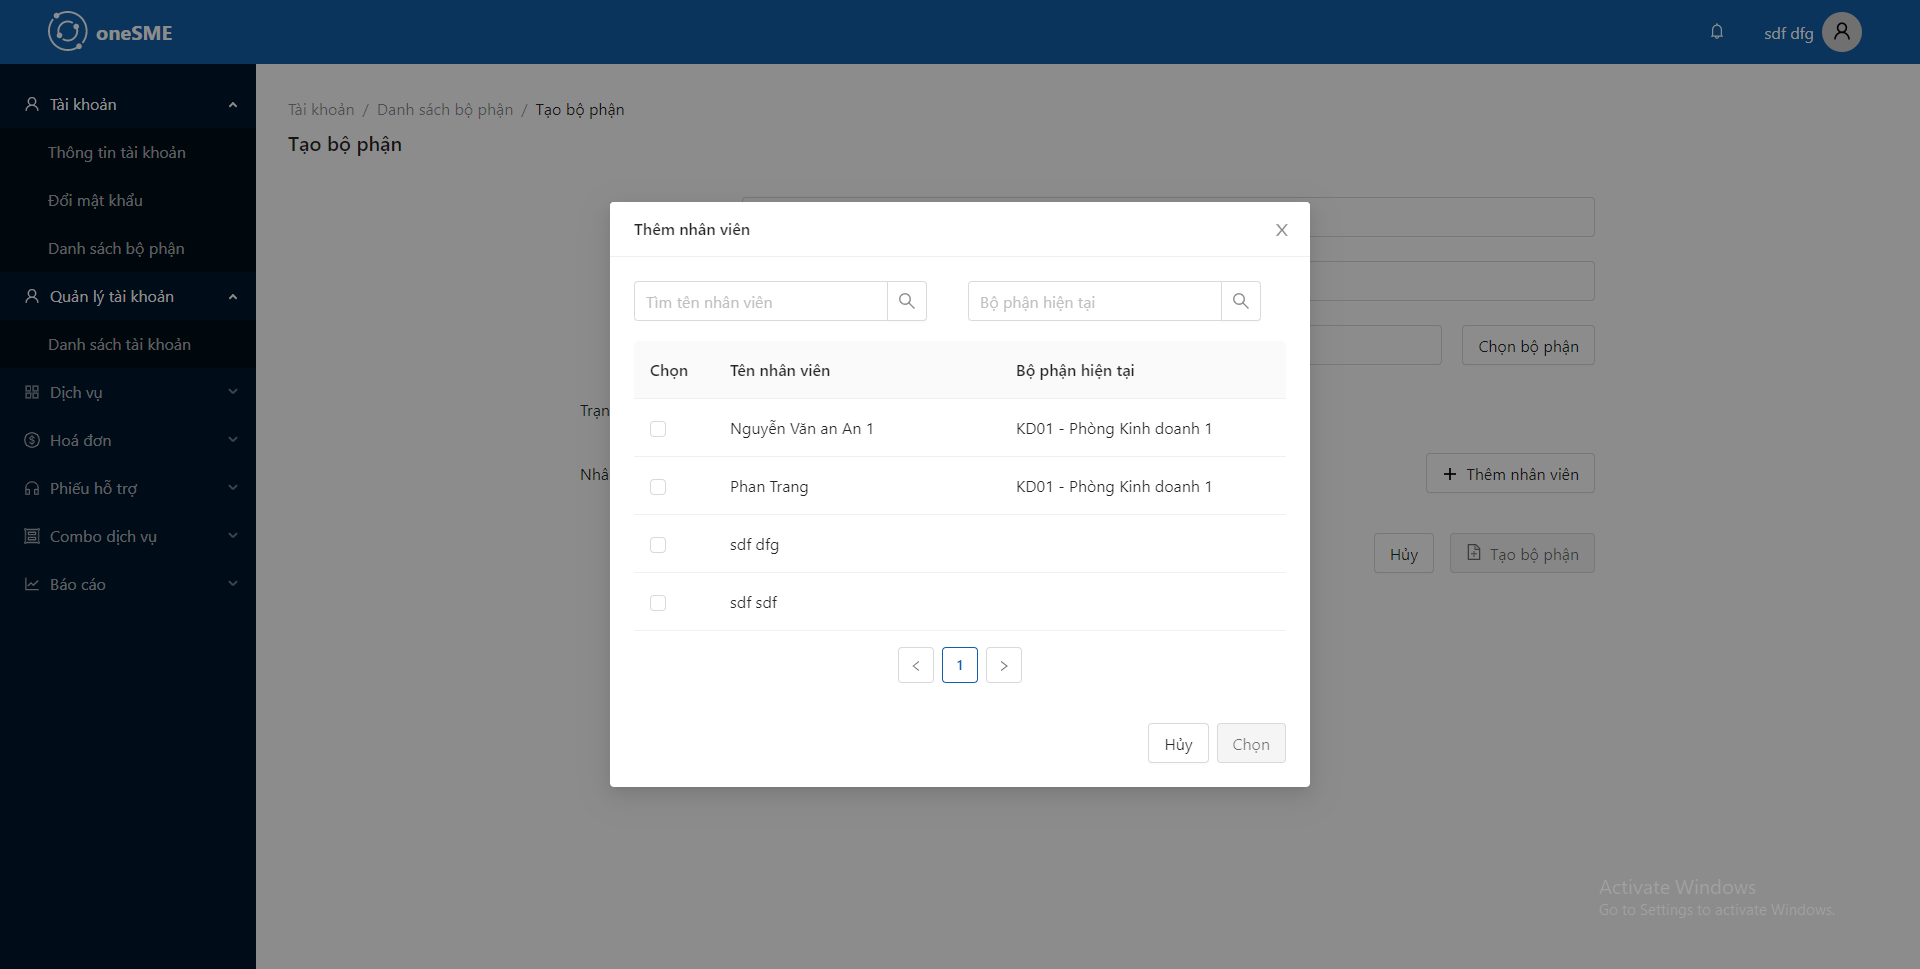 oneSME
sdf dfg
Tài khoản
Thông tin tài khoản
Đổi mật khẩu
Danh sách bộ phận
Quản lý tài khoản
Danh sách tài khoản
Dịch vụ
Hoá đơn
Phiếu hỗ trợ
Combo dịch vụ
Báo cáo
Tài khoản / Danh sách bộ phận / Tạo bộ phận
Tạo bộ phận
Chọn bộ phận
Trạn
Nhâ
+ Thêm nhân viên
Hủy
Tạo bộ phận
Thêm nhân viên
Tìm tên nhân viên
Bộ phận hiện tại
Chọn Tên nhân viên Bộ phận hiện tại
Nguyễn Văn an An 1 KD01 - Phòng Kinh doanh 1
Phan Trang KD01 - Phòng Kinh doanh 1
sdf dfg
sdf sdf
< 1 >
Hủy Chọn
Activate Windows
Go to Settings to activate Windows.